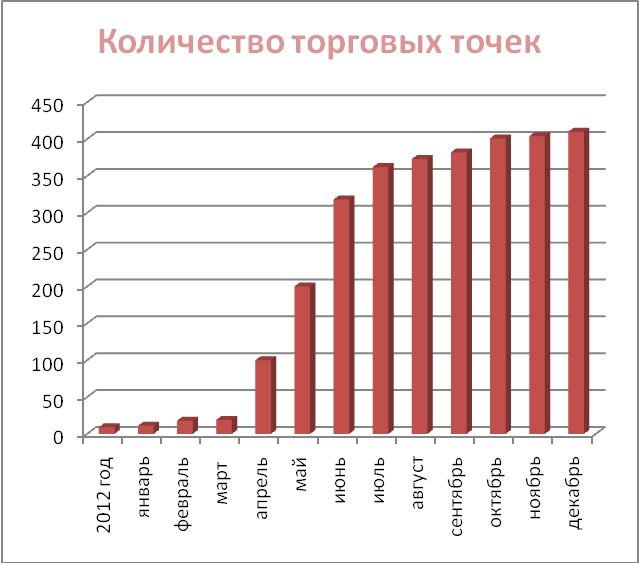 Количество торговых точек
450
400
350
300
250
200
150
100
50
0
2012 год
январь
февраль
март
апрель
май
июнь
июль
август
сентябрь
октябрь
ноябрь
декабрь